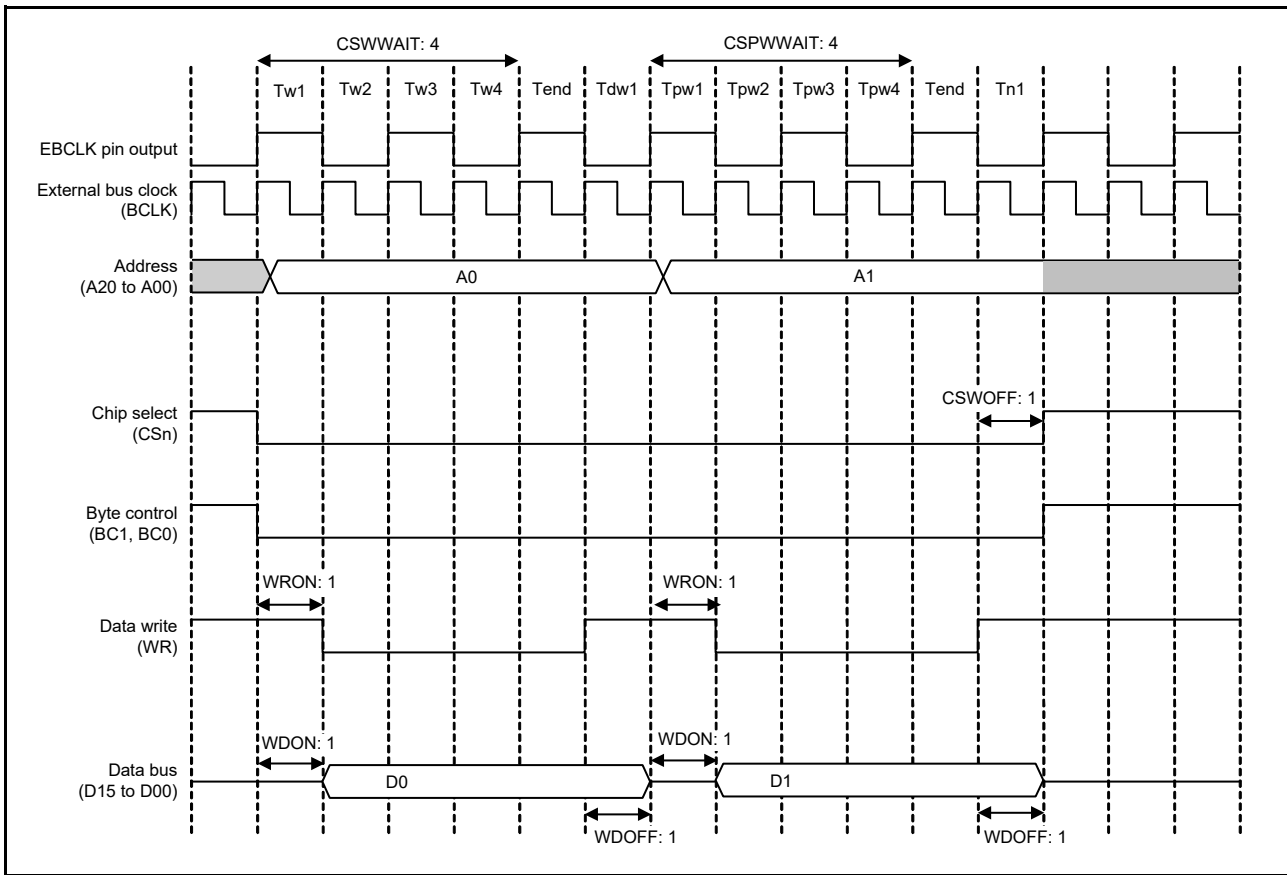 CSWWAIT: 4 CSPWWAIT: 4
Tw1 Tw2 Tw3 Tw4 Tend Tdw1 Tpw1 Tpw2 Tpw3 Tpw4 Tend Tn1
EBCLK pin output
External bus clock
(BCLK)
Address
(A20 to A00)
A0 A1
CSWOFF: 1
Chip select
(CSn)
Byte control
(BC1, BC0)
WRON: 1 WRON: 1
Data write
(WR)
WDON: 1 WDON: 1
Data bus
(D15 to D00)
D0 D1
WDOFF: 1 WDOFF: 1